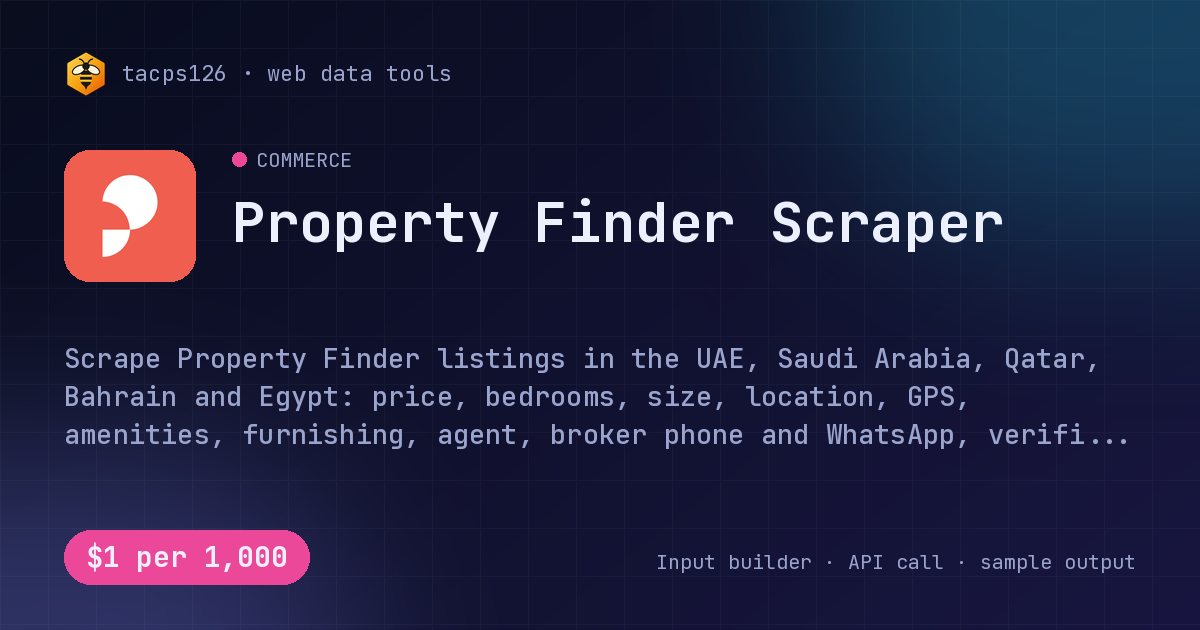 tacps126 · web data tools
COMMERCE
Property Finder Scraper
Scrape Property Finder listings in the UAE, Saudi Arabia, Qatar,
Bahrain and Egypt: price, bedrooms, size, location, GPS,
amenities, furnishing, agent, broker phone and WhatsApp, verifi...
$1 per 1,000
Input builder · API call · sample output